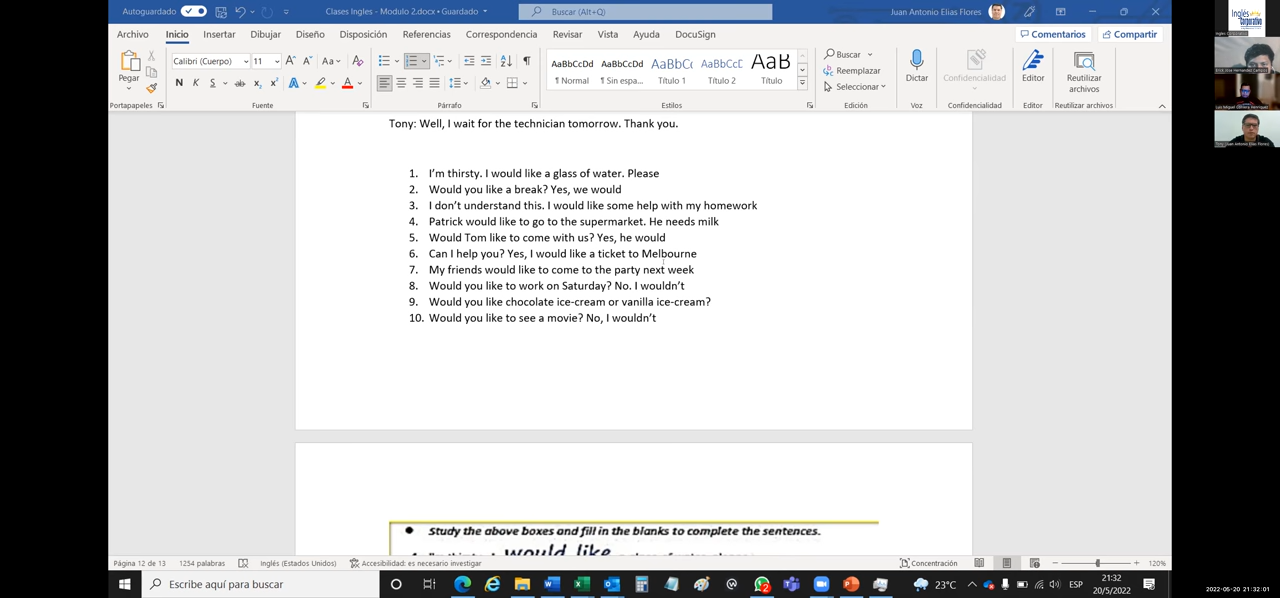 Autoguardado
Clases Ingles - Modulo 2.docx • Guardado
Buscar (Alt+Q)
Juan Antonio Elias Flores
Archivo Inicio Insertar Dibujar Diseño Disposición Referencias Correspondencia Revisar Vista Ayuda DocuSign
Comentarios Compartir
Pegar
Calibri (Cuerpo) 11
N K S
AaBbCcDd AaBbCcDd AaBbCc AaBbCcD AaB
¶ Normal ¶ Sin espa... Título 1 Título 2 Título
Buscar
Reemplazar
Seleccionar
Dictar
Confidencialidad
Editor
Reutilizar archivos
Portapapeles Fuente Párrafo Estilos Edición Voz Confidencialidad Editor Reutilizar archivos
Tony: Well, I wait for the technician tomorrow. Thank you.
1. I'm thirsty. I would like a glass of water. Please
2. Would you like a break? Yes, we would
3. I don't understand this. I would like some help with my homework
4. Patrick would like to go to the supermarket. He needs milk
5. Would Tom like to come with us? Yes, he would
6. Can I help you? Yes, I would like a ticket to Melbourne
7. My friends would like to come to the party next week
8. Would you like to work on Saturday? No. I wouldn't
9. Would you like chocolate ice-cream or vanilla ice-cream?
10. Would you like to see a movie? No, I wouldn't
• Study the above boxes and fill in the blanks to complete the sentences.
would like
Página 12 de 13 1254 palabras Inglés (Estados Unidos) Accesibilidad: es necesario investigar
Concentración 120%
Escribe aquí para buscar
23°C ESP
21:32
20/5/2022
Inglés Corporativo
2022-05-20 21:32:01